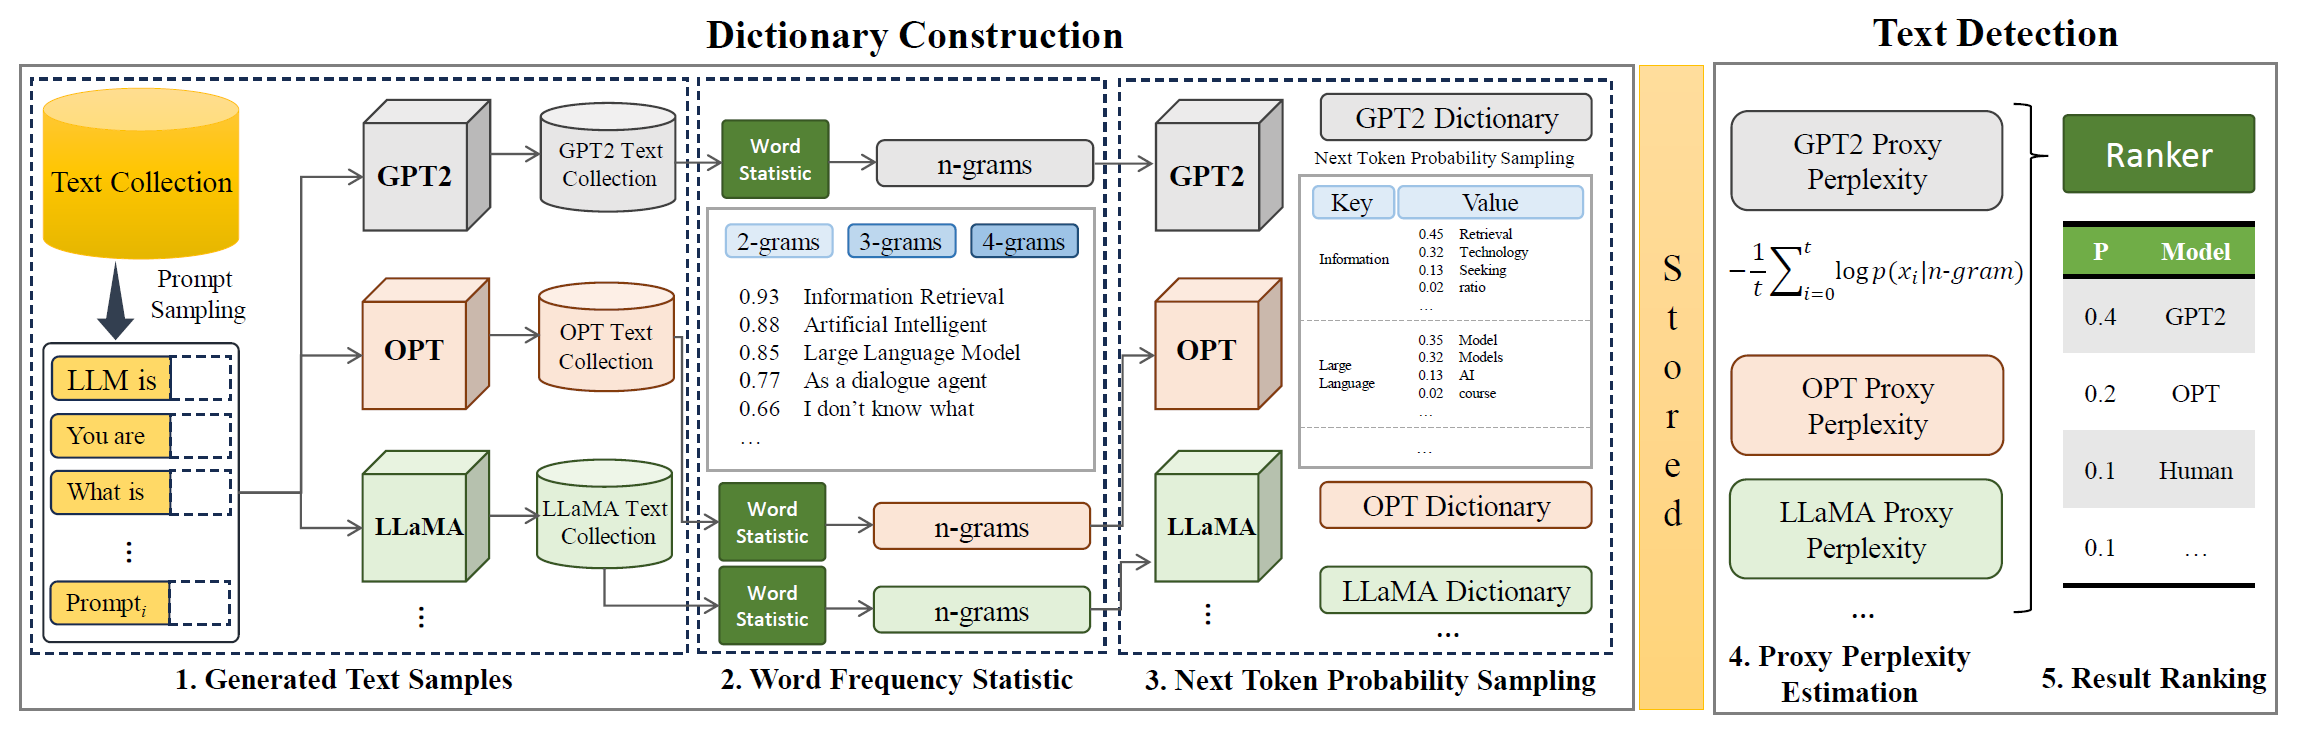 Dictionary Construction
Text Detection
Text Collection
Prompt
Sampling
LLM is
You are
What is
⋮
Prompt_i
GPT2
OPT
LLaMA
⋮
GPT2 Text
Collection
OPT Text
Collection
LLaMA Text
Collection
1. Generated Text Samples
Word
Statistic
n-grams
2-grams 3-grams 4-grams
0.93 Information Retrieval
0.88 Artificial Intelligent
0.85 Large Language Model
0.77 As a dialogue agent
0.66 I don't know what
…
Word
Statistic
n-grams
Word
Statistic
n-grams
2. Word Frequency Statistic
GPT2
OPT
LLaMA
⋮
GPT2 Dictionary
Next Token Probability Sampling
Key Value
Information
0.45 Retrieval
0.32 Technology
0.13 Seeking
0.02 ratio
…
Large
Language
0.35 Model
0.32 Models
0.13 AI
0.02 course
…
…
OPT Dictionary
LLaMA Dictionary
…
3. Next Token Probability Sampling
Stored
GPT2 Proxy
Perplexity
$-\frac{1}{t}\sum_{i=0}^{t}\log p(x_i|n\text{-}gram)$
OPT Proxy
Perplexity
LLaMA Proxy
Perplexity
…
4. Proxy Perplexity
Estimation
Ranker
P Model
0.4 GPT2
0.2 OPT
0.1 Human
0.1 …
5. Result Ranking